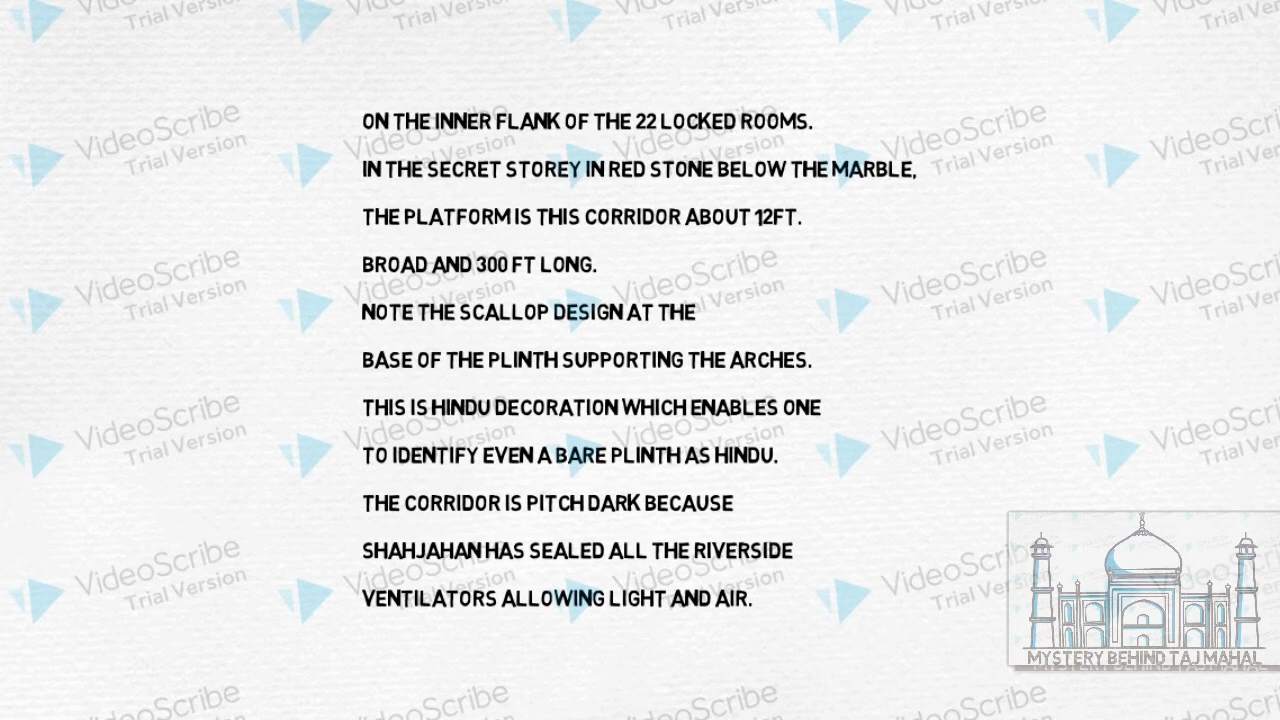 ON THE INNER FLANK OF THE 22 LOCKED ROOMS.
IN THE SECRET STOREY IN RED STONE BELOW THE MARBLE,
THE PLATFORM IS THIS CORRIDOR ABOUT 12FT.
BROAD AND 300 FT LONG.
NOTE THE SCALLOP DESIGN AT THE
BASE OF THE PLINTH SUPPORTING THE ARCHES.
THIS IS HINDU DECORATION WHICH ENABLES ONE
TO IDENTIFY EVEN A BARE PLINTH AS HINDU.
THE CORRIDOR IS PITCH DARK BECAUSE
SHAHJAHAN HAS SEALED ALL THE RIVERSIDE
VENTILATORS ALLOWING LIGHT AND AIR.
MYSTERY BEHIND TAJ MAHAL
VideoScribe
Trial Version